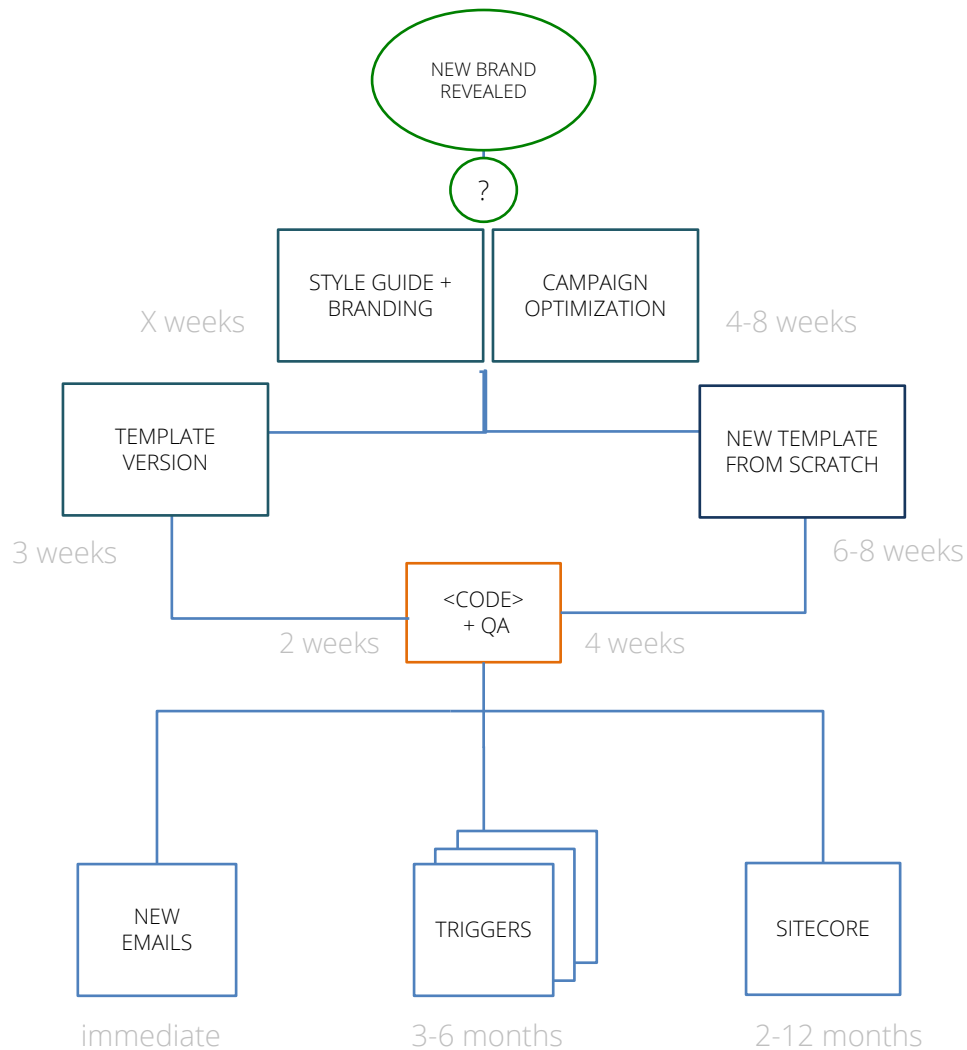 NEW BRAND
REVEALED
?
STYLE GUIDE +
BRANDING
CAMPAIGN
OPTIMIZATION
X weeks
4-8 weeks
TEMPLATE
VERSION
NEW TEMPLATE
FROM SCRATCH
3 weeks
6-8 weeks
<CODE>
+ QA
2 weeks
4 weeks
NEW
EMAILS
TRIGGERS
SITECORE
immediate
3-6 months
2-12 months